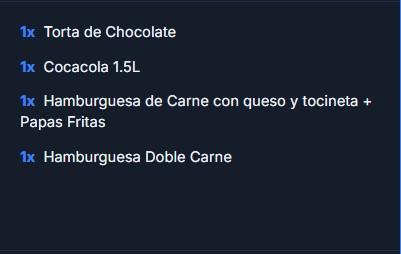 1x Torta de Chocolate
1x Cocacola 1.5L
1x Hamburguesa de Carne con queso y tocineta +
Papas Fritas
1x Hamburguesa Doble Carne